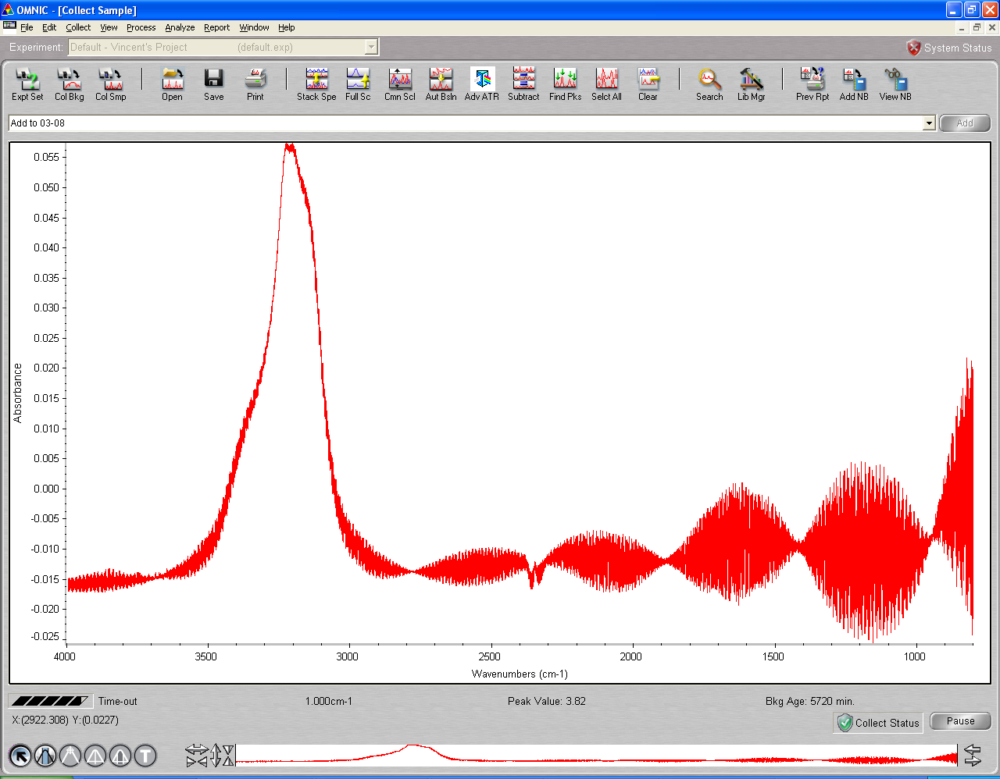 OMNIC - [Collect Sample]
File Edit Collect View Process Analyze Report Window Help
Experiment: Default - Vincent's Project (default.exp) System Status
Expt Set Col Bkg Col Smp Open Save Print Stack Spe Full Sc Cmn Scl Aut Bsln Adv ATR Subtract Find Pks Selct All Clear Search Lib Mgr Prev Rpt Add NB View NB
Add to 03-08 Add
0.055
0.050
0.045
0.040
0.035
0.030
0.025
0.020
0.015
0.010
0.005
0.000
-0.005
-0.010
-0.015
-0.020
-0.025
Absorbance
4000 3500 3000 2500 2000 1500 1000
Wavenumbers (cm-1)
Time-out 1.000cm-1 Peak Value: 3.82 Bkg Age: 5720 min.
X:(2922.308) Y:(0.0227)
Collect Status Pause
T